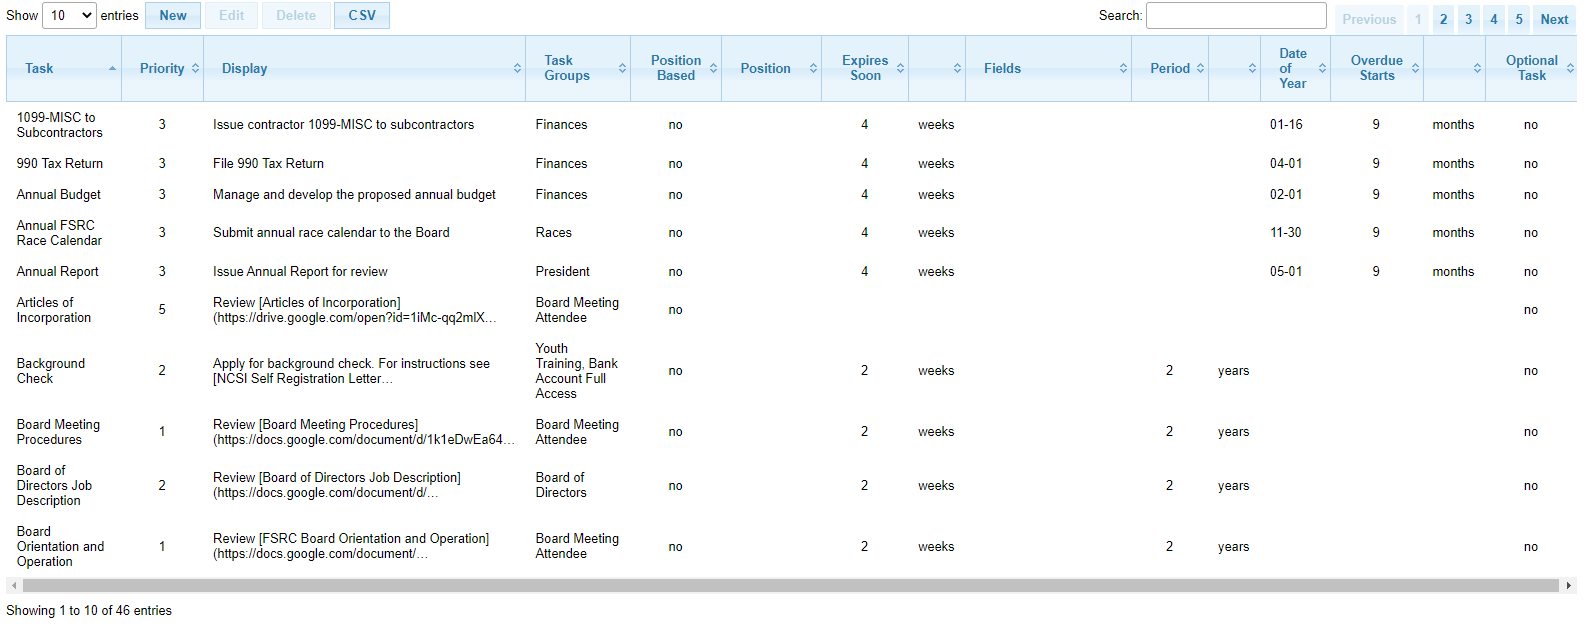 Show 10 entries New Edit Delete CSV Search: Previous 1 2 3 4 5 Next
Task Priority Display Task Groups Position Based Position Expires Soon Fields Period Date of Year Overdue Starts Optional Task
1099-MISC to Subcontractors 3 Issue contractor 1099-MISC to subcontractors Finances no 4 weeks 01-16 9 months no
990 Tax Return 3 File 990 Tax Return Finances no 4 weeks 04-01 9 months no
Annual Budget 3 Manage and develop the proposed annual budget Finances no 4 weeks 02-01 9 months no
Annual FSRC Race Calendar 3 Submit annual race calendar to the Board Races no 4 weeks 11-30 9 months no
Annual Report 3 Issue Annual Report for review President no 4 weeks 05-01 9 months no
Articles of Incorporation 5 Review [Articles of Incorporation] (https://drive.google.com/open?id=1iMc-qq2mlX... Board Meeting Attendee no no
Background Check 2 Apply for background check. For instructions see [NCSI Self Registration Letter... Youth Training, Bank Account Full Access no 2 weeks 2 years no
Board Meeting Procedures 1 Review [Board Meeting Procedures] (https://docs.google.com/document/d/1k1eDwEa64... Board Meeting Attendee no 2 weeks 2 years no
Board of Directors Job Description 2 Review [Board of Directors Job Description] (https://docs.google.com/document/d/... Board of Directors no 2 weeks 2 years no
Board Orientation and Operation 1 Review [FSRC Board Orientation and Operation] (https://docs.google.com/document/... Board Meeting Attendee no 2 weeks 2 years no
Showing 1 to 10 of 46 entries